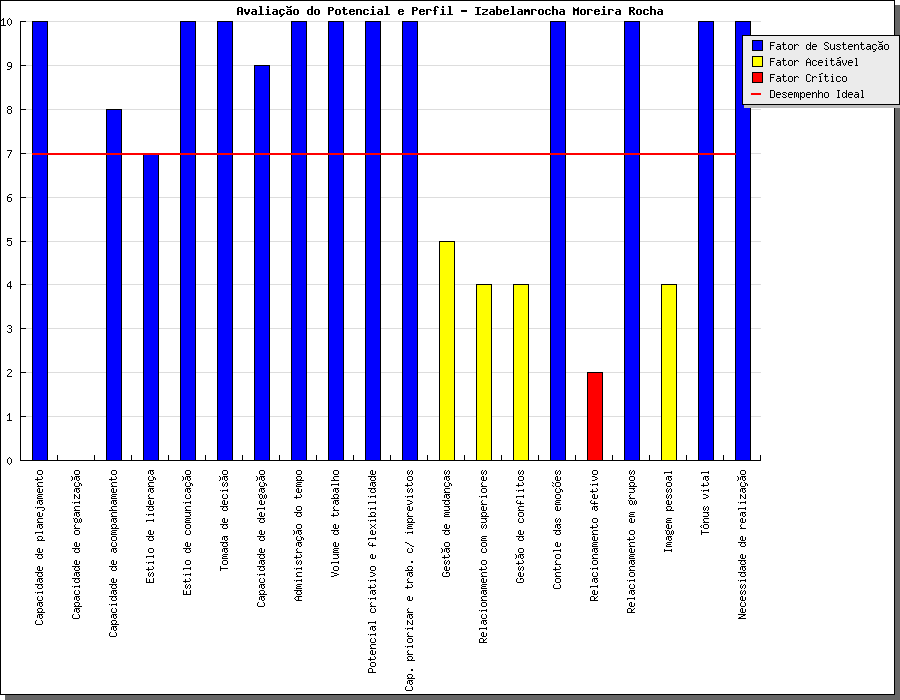 Avaliação do Potencial e Perfil - Izabelamrocha Moreira Rocha
10
9
8
7
6
5
4
3
2
1
0
Fator de Sustentação
Fator Aceitável
Fator Crítico
Desempenho Ideal
Capacidade de planejamento
Capacidade de organização
Capacidade de acompanhamento
Estilo de liderança
Estilo de comunicação
Tomada de decisão
Capacidade de delegação
Administração do tempo
Volume de trabalho
Potencial criativo e flexibilidade
Cap. priorizar e trab. c/ imprevistos
Gestão de mudanças
Relacionamento com superiores
Gestão de conflitos
Controle das emoções
Relacionamento afetivo
Relacionamento em grupos
Imagem pessoal
Tônus vital
Necessidade de realização